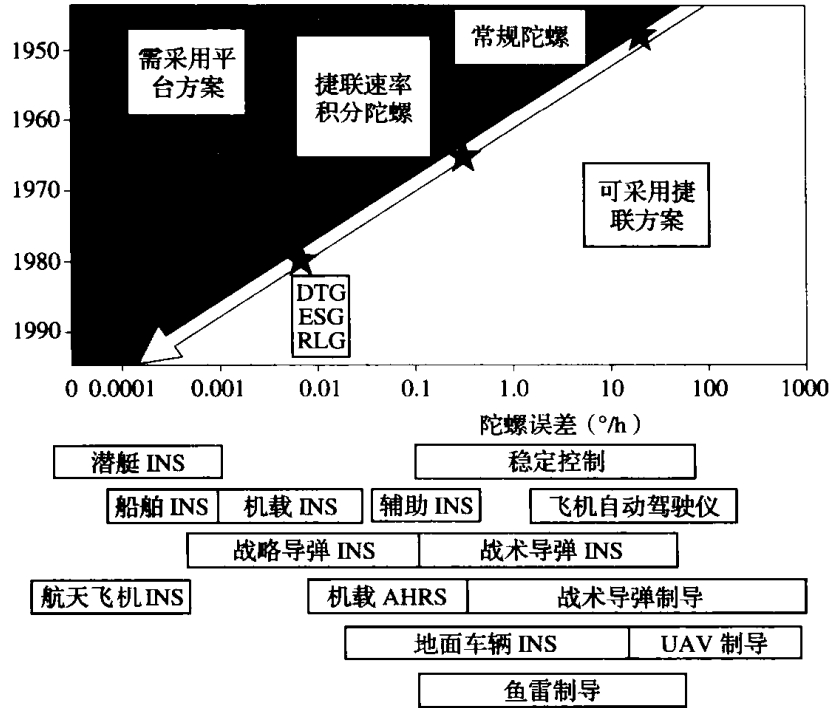 1950
1960
1970
1980
1990
需采用平
台方案
捷联速率
积分陀螺
常规陀螺
可采用捷
联方案
DTG
ESG
RLG
0 0.0001 0.001 0.01 0.1 1.0 10 100 1000
陀螺误差（°/h）
潜艇 INS 稳定控制
船舶 INS 机载 INS 辅助 INS 飞机自动驾驶仪
战略导弹 INS 战术导弹 INS
航天飞机 INS 机载 AHRS 战术导弹制导
地面车辆 INS UAV 制导
鱼雷制导